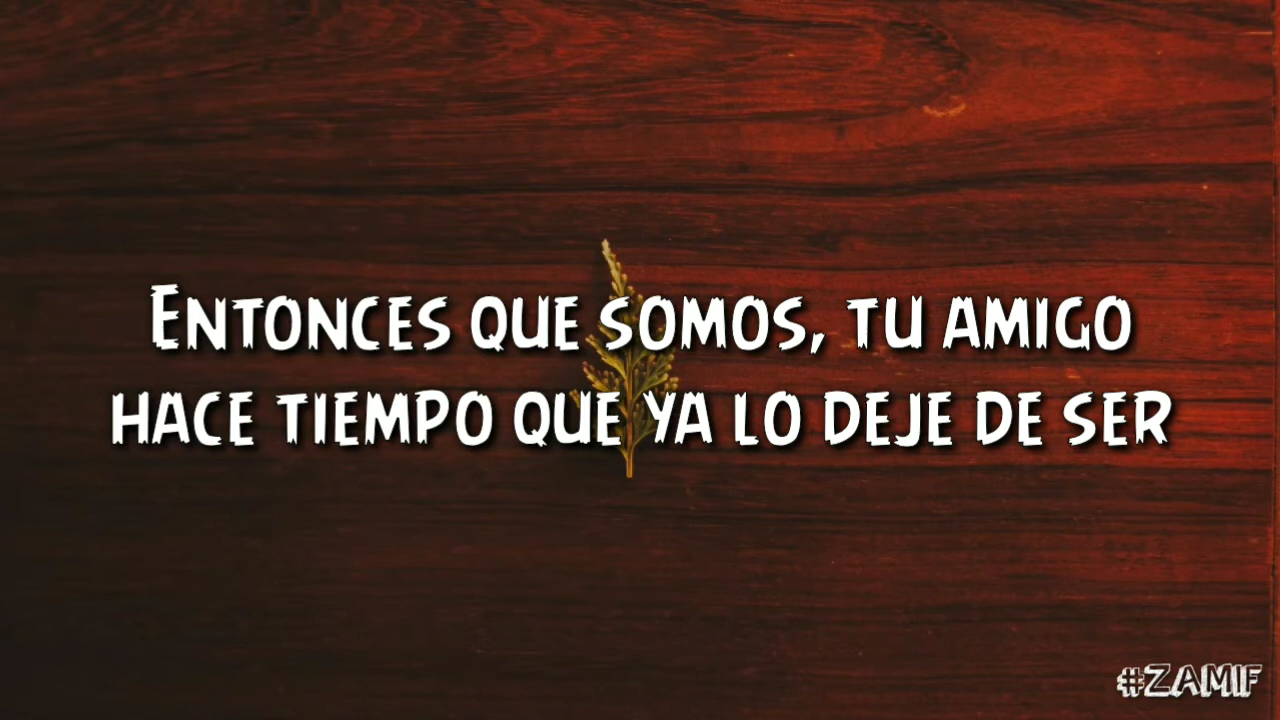 Entonces que somos, tu amigo
hace tiempo que ya lo deje de ser
#ZAMIF